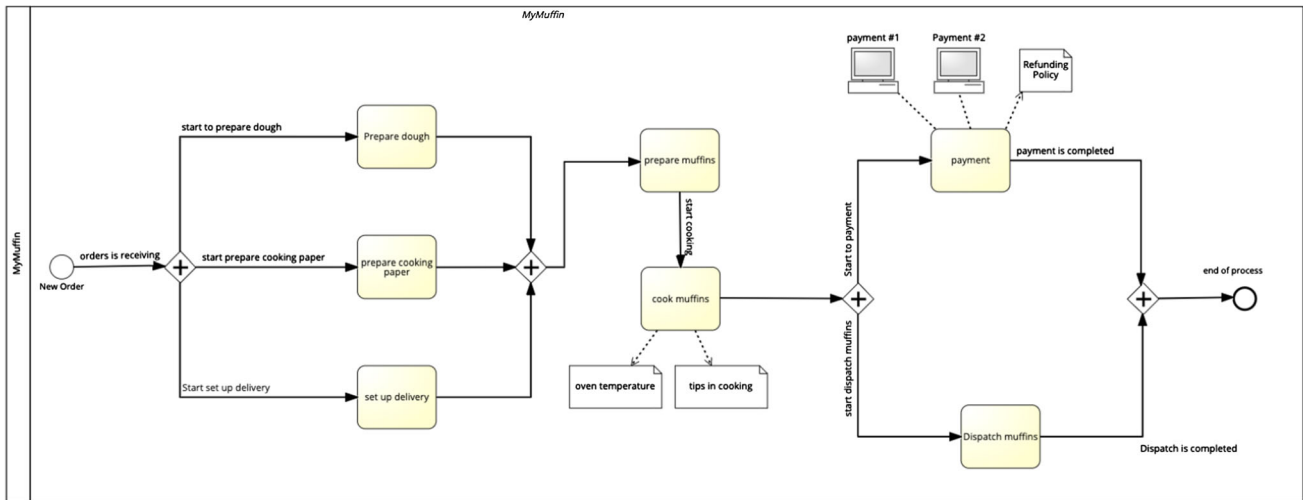 MyMuffin
MyMuffin
New Order
orders is receiving
start to prepare dough
Prepare dough
start prepare cooking paper
prepare cooking
paper
Start set up delivery
set up delivery
prepare muffins
start cooking
cook muffins
oven temperature
tips in cooking
Start to payment
start dispatch muffins
payment #1
Payment #2
Refunding
Policy
payment
payment is completed
Dispatch muffins
Dispatch is completed
end of process